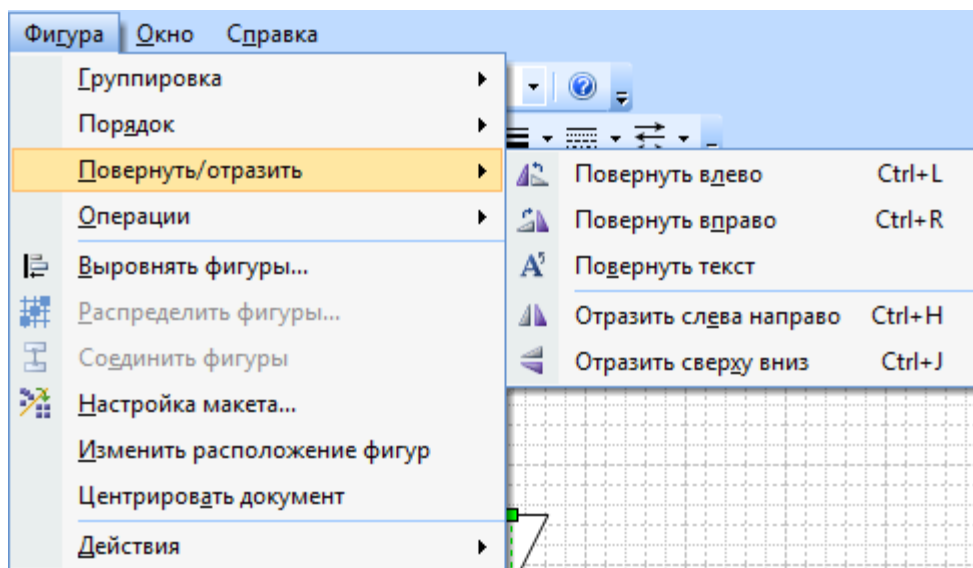 Фигура Окно Справка
Группировка
Порядок
Повернуть/отразить
Операции
Выровнять фигуры...
Распределить фигуры...
Соединить фигуры
Настройка макета...
Изменить расположение фигур
Центрировать документ
Действия
Повернуть влево Ctrl+L
Повернуть вправо Ctrl+R
Повернуть текст
Отразить слева направо Ctrl+H
Отразить сверху вниз Ctrl+J